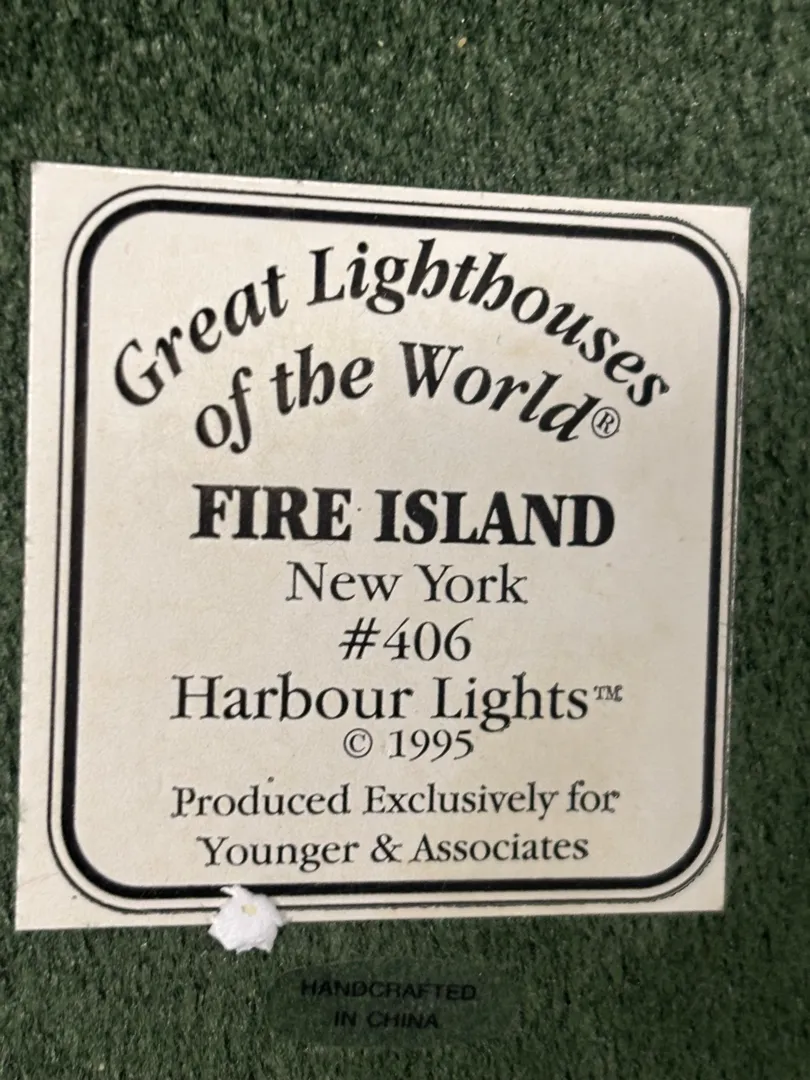 Great Lighthouses
of the World®
FIRE ISLAND
New York
#406
Harbour Lights™
© 1995
Produced Exclusively for
Younger & Associates
HANDCRAFTED
IN CHINA